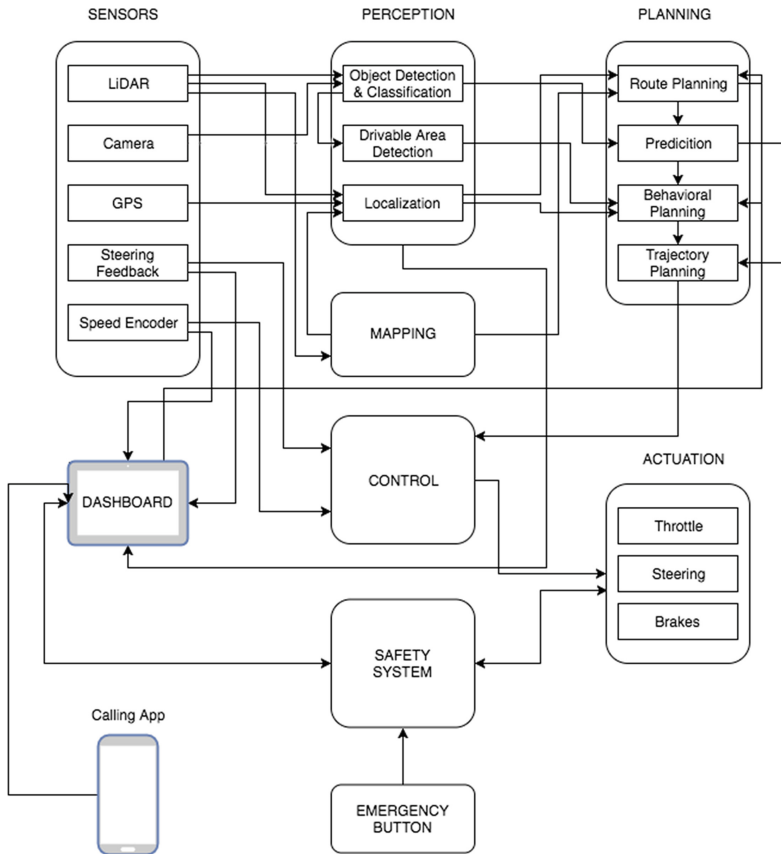 SENSORS
PERCEPTION
PLANNING
LiDAR
Camera
GPS
Steering
Feedback
Speed Encoder
Object Detection
& Classification
Drivable Area
Detection
Localization
Route Planning
Predicition
Behavioral
Planning
Trajectory
Planning
MAPPING
CONTROL
DASHBOARD
ACTUATION
Throttle
Steering
Brakes
SAFETY
SYSTEM
Calling App
EMERGENCY
BUTTON